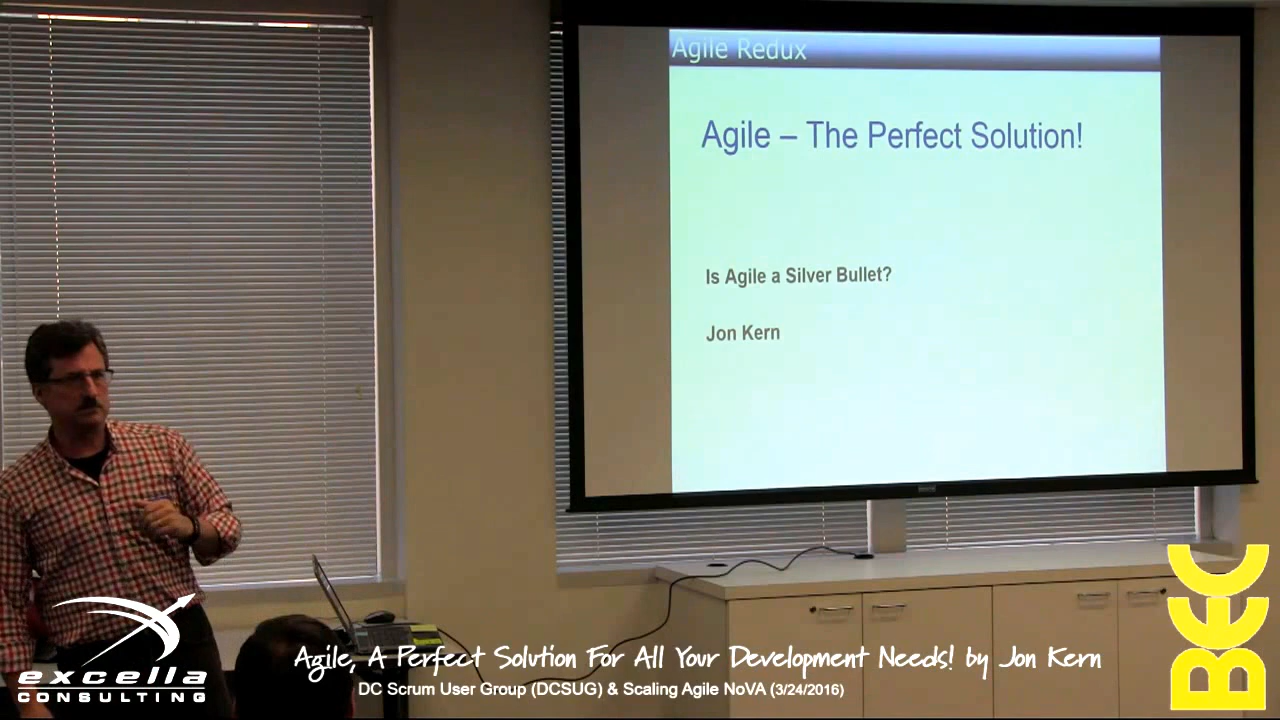 Agile Redux
Agile – The Perfect Solution!
Is Agile a Silver Bullet?
Jon Kern
excella
CONSULTING
Agile, A Perfect Solution For All Your Development Needs! by Jon Kern
DC Scrum User Group (DCSUG) & Scaling Agile NoVA (3/24/2016)
BEC